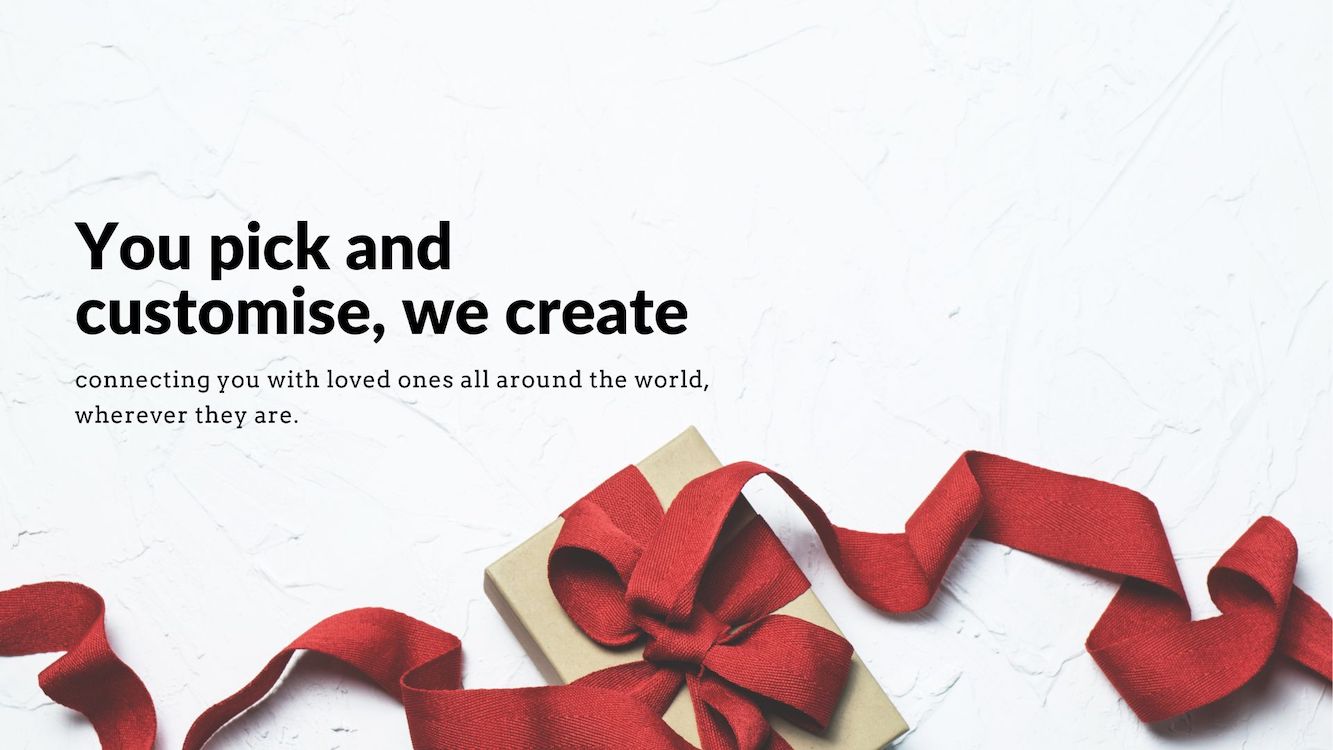 You pick and
customise, we create
connecting you with loved ones all around the world,
wherever they are.